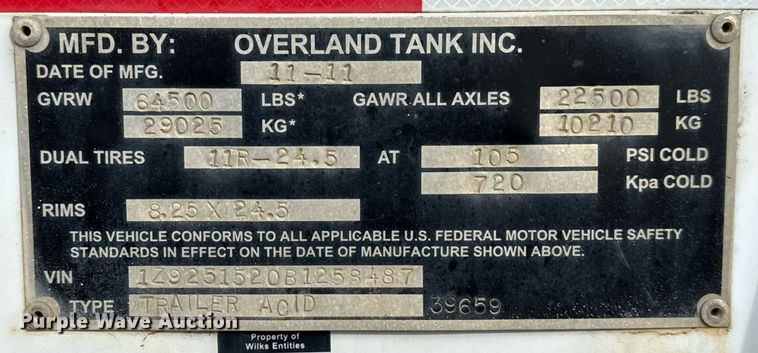 MFD. BY: OVERLAND TANK INC.
DATE OF MFG. 11-11
GVRW 64500 LBS* GAWR ALL AXLES 22500 LBS
29025 KG* 10210 KG
DUAL TIRES 11R-24.5 AT 105 PSI COLD
720 Kpa COLD
RIMS 8.25 X 24.5
THIS VEHICLE CONFORMS TO ALL APPLICABLE U.S. FEDERAL MOTOR VEHICLE SAFETY
STANDARDS IN EFFECT ON THE DATE OF MANUFACTURE SHOWN ABOVE.
VIN 1Z9251520B1258487
TYPE TRAILER ACID 39659
Purple Wave Auction
Property of
Wilks Entities